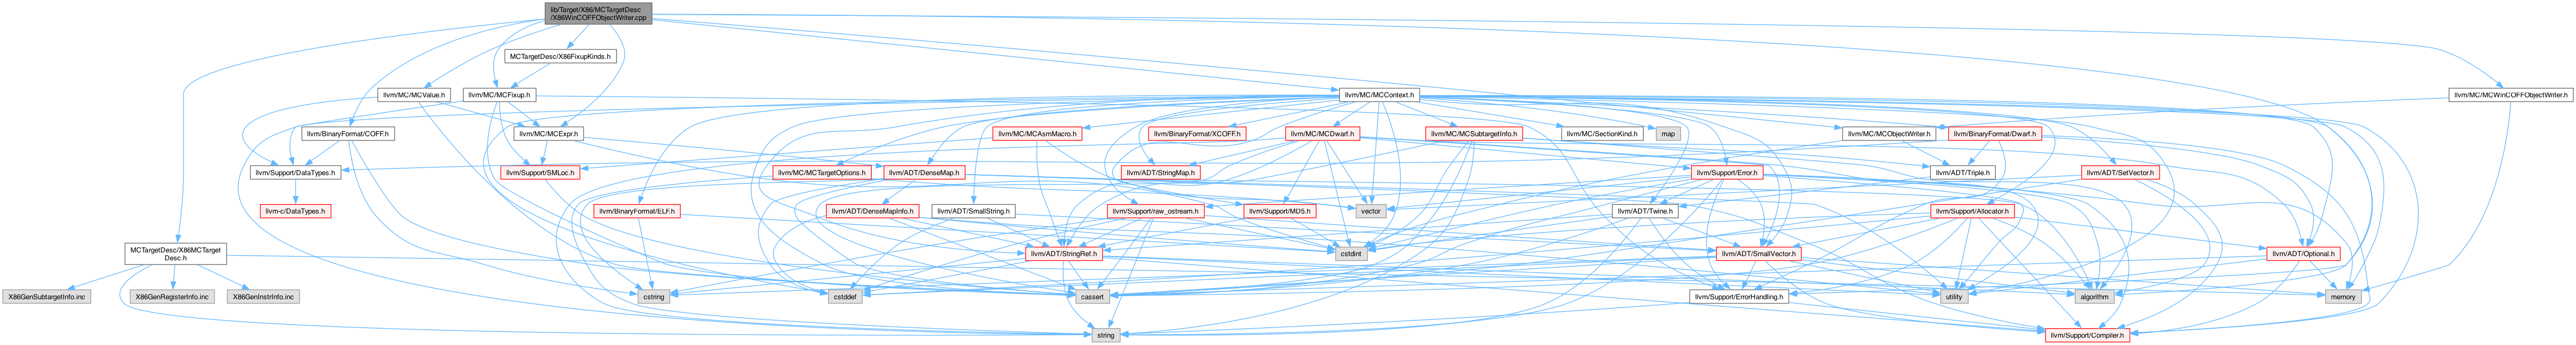 lib/Target/X86/MCTargetDesc
/X86WinCOFFObjectWriter.cpp
MCTargetDesc/X86FixupKinds.h
llvm/MC/MCValue.h
llvm/MC/MCFixup.h
llvm/MC/MCContext.h
llvm/MC/MCWinCOFFObjectWriter.h
llvm/BinaryFormat/COFF.h
llvm/MC/MCExpr.h
llvm/MC/MCAsmMacro.h
llvm/BinaryFormat/XCOFF.h
llvm/MC/MCDwarf.h
llvm/MC/MCSubtargetInfo.h
llvm/MC/SectionKind.h
map
llvm/MC/MCObjectWriter.h
llvm/BinaryFormat/Dwarf.h
llvm/Support/DataTypes.h
llvm/Support/SMLoc.h
llvm/MC/MCTargetOptions.h
llvm/ADT/DenseMap.h
llvm/ADT/StringMap.h
llvm/Support/Error.h
llvm/ADT/Triple.h
llvm/ADT/SetVector.h
llvm-c/DataTypes.h
llvm/BinaryFormat/ELF.h
llvm/ADT/DenseMapInfo.h
llvm/ADT/SmallString.h
llvm/Support/raw_ostream.h
llvm/Support/MD5.h
vector
llvm/ADT/Twine.h
llvm/Support/Allocator.h
MCTargetDesc/X86MCTarget
Desc.h
llvm/ADT/StringRef.h
cstdint
llvm/ADT/SmallVector.h
llvm/ADT/Optional.h
X86GenSubtargetInfo.inc
X86GenRegisterInfo.inc
X86GenInstrInfo.inc
cstring
cstddef
cassert
llvm/Support/ErrorHandling.h
utility
algorithm
memory
string
llvm/Support/Compiler.h